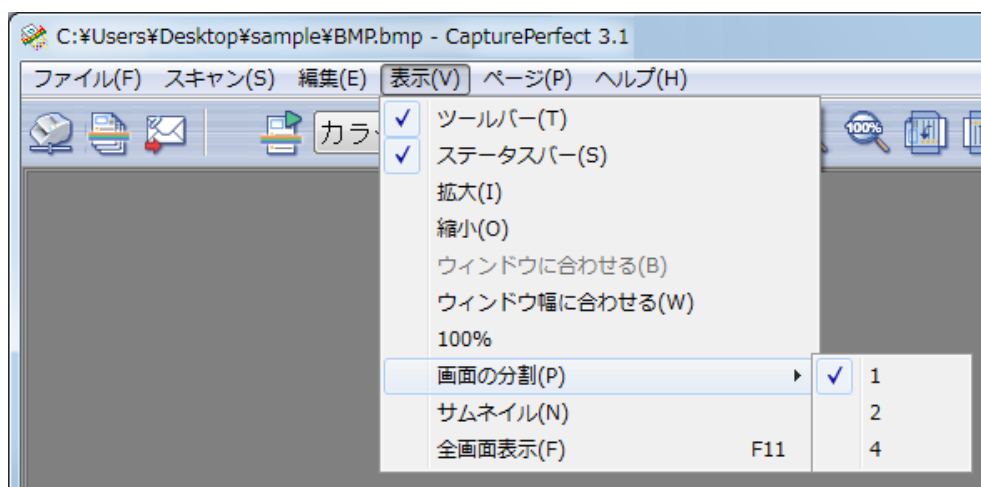 C:¥Users¥Desktop¥sample¥BMP.bmp - CapturePerfect 3.1
ファイル(F) スキャン(S) 編集(E) 表示(V) ページ(P) ヘルプ(H)
カラ
100%
ツールバー(T)
ステータスバー(S)
拡大(I)
縮小(O)
ウィンドウに合わせる(B)
ウィンドウ幅に合わせる(W)
100%
画面の分割(P)
1
サムネイル(N)
2
全画面表示(F) F11
4